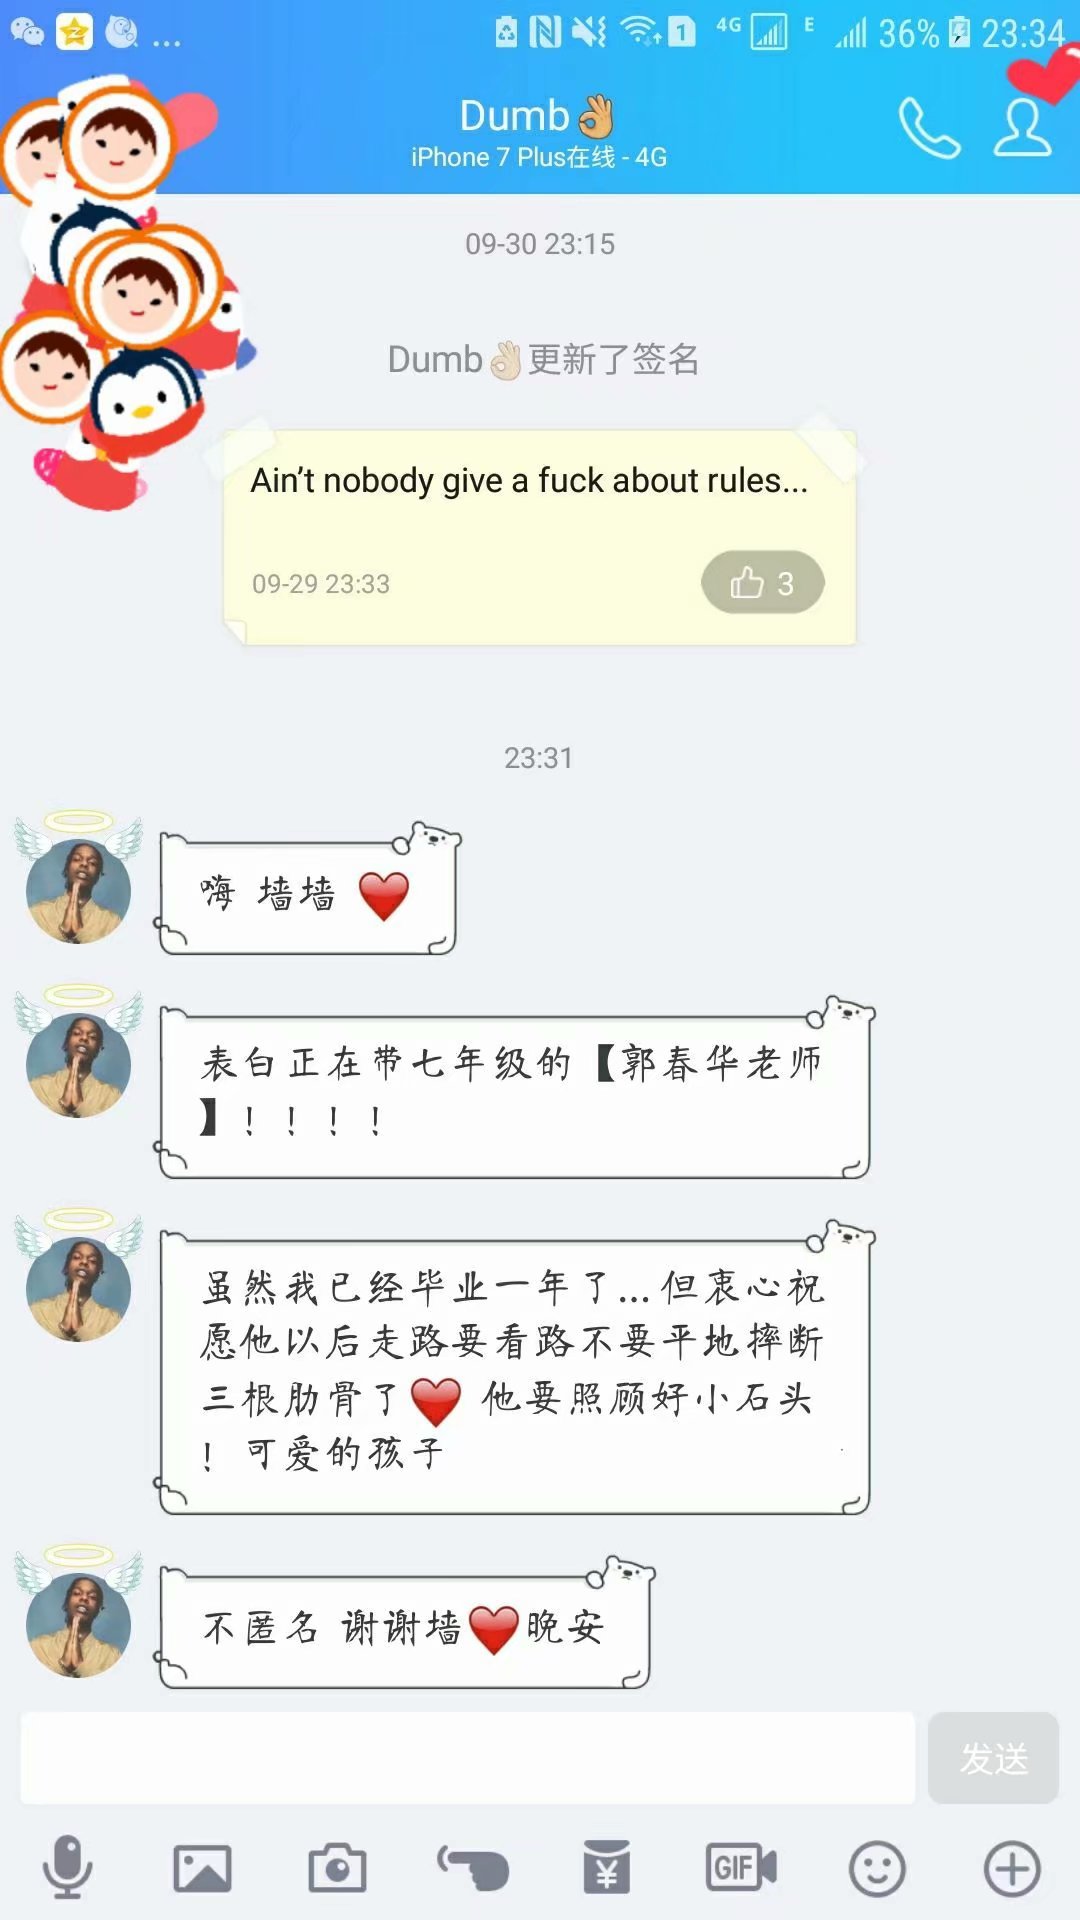 1 4G E 36% 23:34
Dumb👌
iPhone 7 Plus在线 - 4G
09-30 23:15
Dumb👌更新了签名
Ain't nobody give a fuck about rules...
09-29 23:33
3
23:31
嗨 墙墙 ❤️
表白正在带七年级的【郭春华老师
】！！！！
虽然我已经毕业一年了...但衷心祝
愿他以后走路要看路不要平地摔断
三根肋骨了❤️ 他要照顾好小石头
！可爱的孩子
不匿名 谢谢墙❤️晚安
发送
¥
GIF